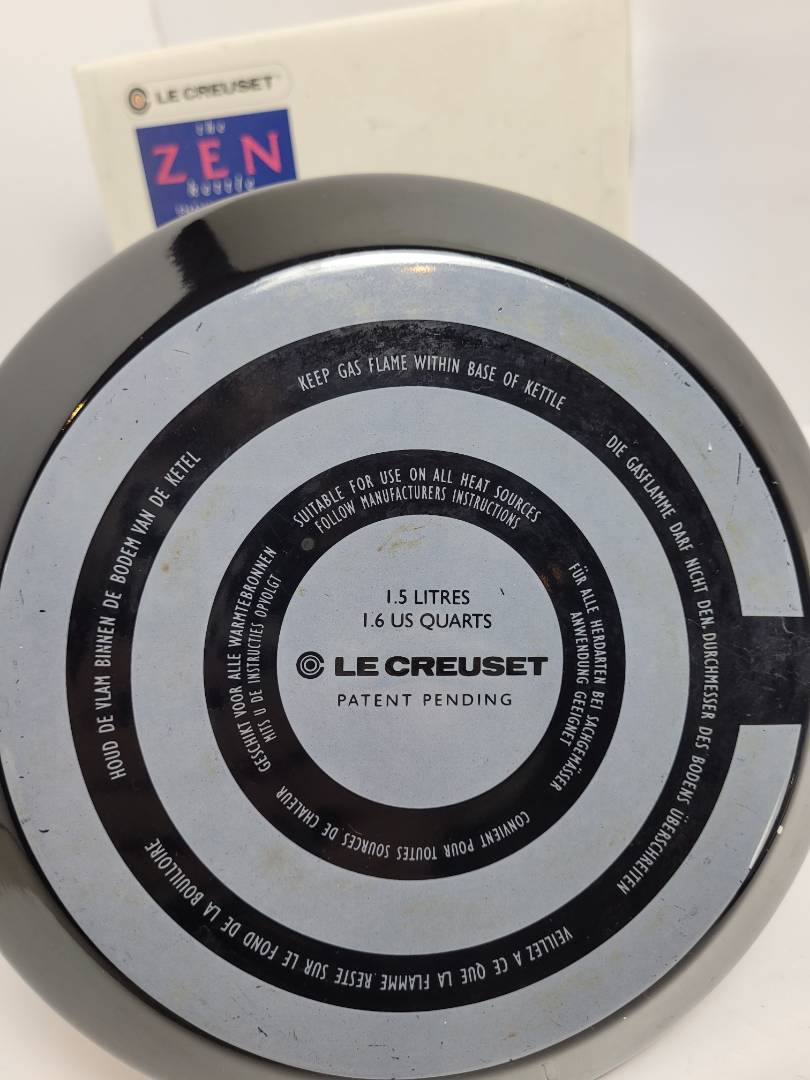 LE CREUSET
the
ZEN
kettle
KEEP GAS FLAME WITHIN BASE OF KETTLE
DIE GASFLAMME DARF NICHT DEN DURCHMESSER DES BODENS ÜBERSCHREITEN
VEILLEZ A CE QUE LA FLAMME RESTE SUR LE FOND DE LA BOUILLOIRE
HOUD DE VLAM BINNEN DE BODEM VAN DE KETEL
SUITABLE FOR USE ON ALL HEAT SOURCES
FOLLOW MANUFACTURERS INSTRUCTIONS
FÜR ALLE HERDARTEN BEI SACHGEMÄSSER
ANWENDUNG GEEIGNET
CONVIENT POUR TOUTES SOURCES DE CHALEUR
GESCHIKT VOOR ALLE WARMTEBRONNEN
MITS U DE INSTRUCTIES OPVOLGT
1.5 LITRES
1.6 US QUARTS
LE CREUSET
PATENT PENDING